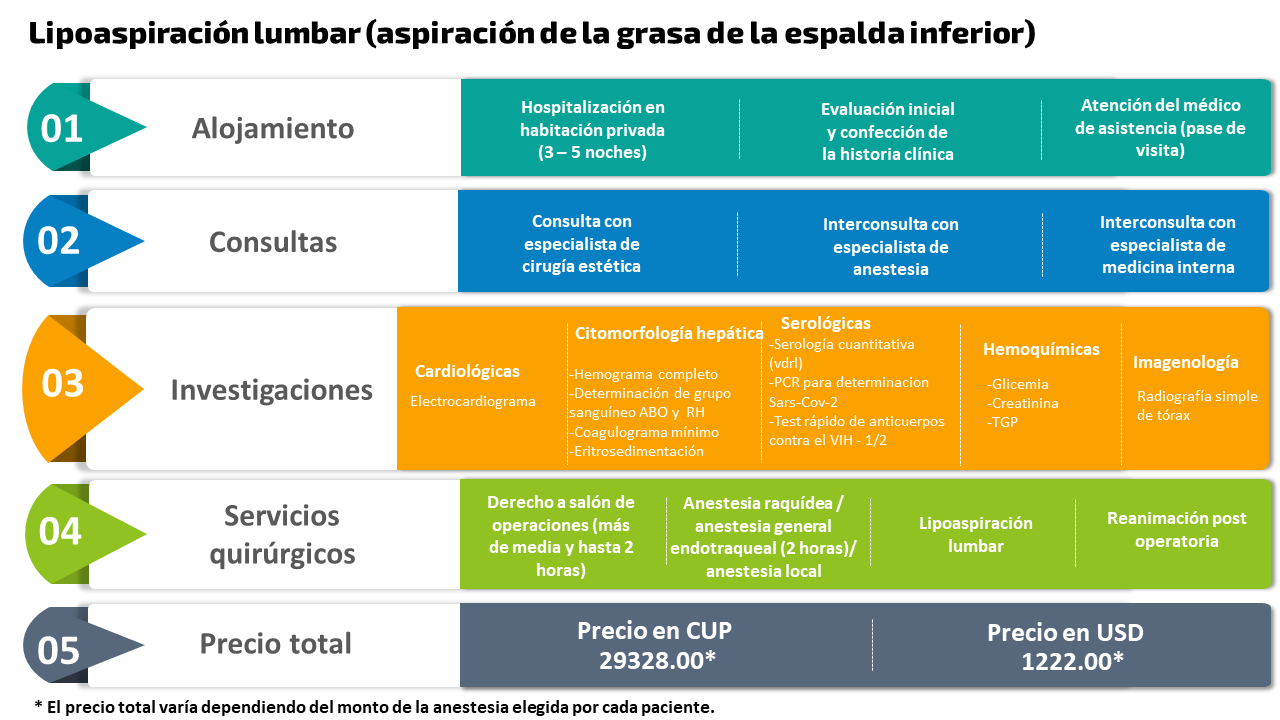 Lipoaspiración lumbar (aspiración de la grasa de la espalda inferior)
01
Alojamiento
Hospitalización en
habitación privada
(3 – 5 noches)
Evaluación inicial
y confección de
la historia clínica
Atención del médico
de asistencia (pase de
visita)
02
Consultas
Consulta con
especialista de
cirugía estética
Interconsulta con
especialista de
anestesia
Interconsulta con
especialista de
medicina interna
03
Investigaciones
Cardiológicas
Electrocardiograma
Citomorfología hepática
-Hemograma completo
-Determinación de grupo
sanguíneo ABO y RH
-Coagulograma mínimo
-Eritrosedimentación
Serológicas
-Serología cuantitativa
(vdrl)
-PCR para determinacion
Sars-Cov-2
-Test rápido de anticuerpos
contra el VIH - 1/2
Hemoquímicas
-Glicemia
-Creatinina
-TGP
Imagenología
Radiografía simple
de tórax
04
Servicios
quirúrgicos
Derecho a salón de
operaciones (más
de media y hasta 2
horas)
Anestesia raquídea /
anestesia general
endotraqueal (2 horas)/
anestesia local
Lipoaspiración
lumbar
Reanimación post
operatoria
05
Precio total
Precio en CUP
29328.00*
Precio en USD
1222.00*
* El precio total varía dependiendo del monto de la anestesia elegida por cada paciente.